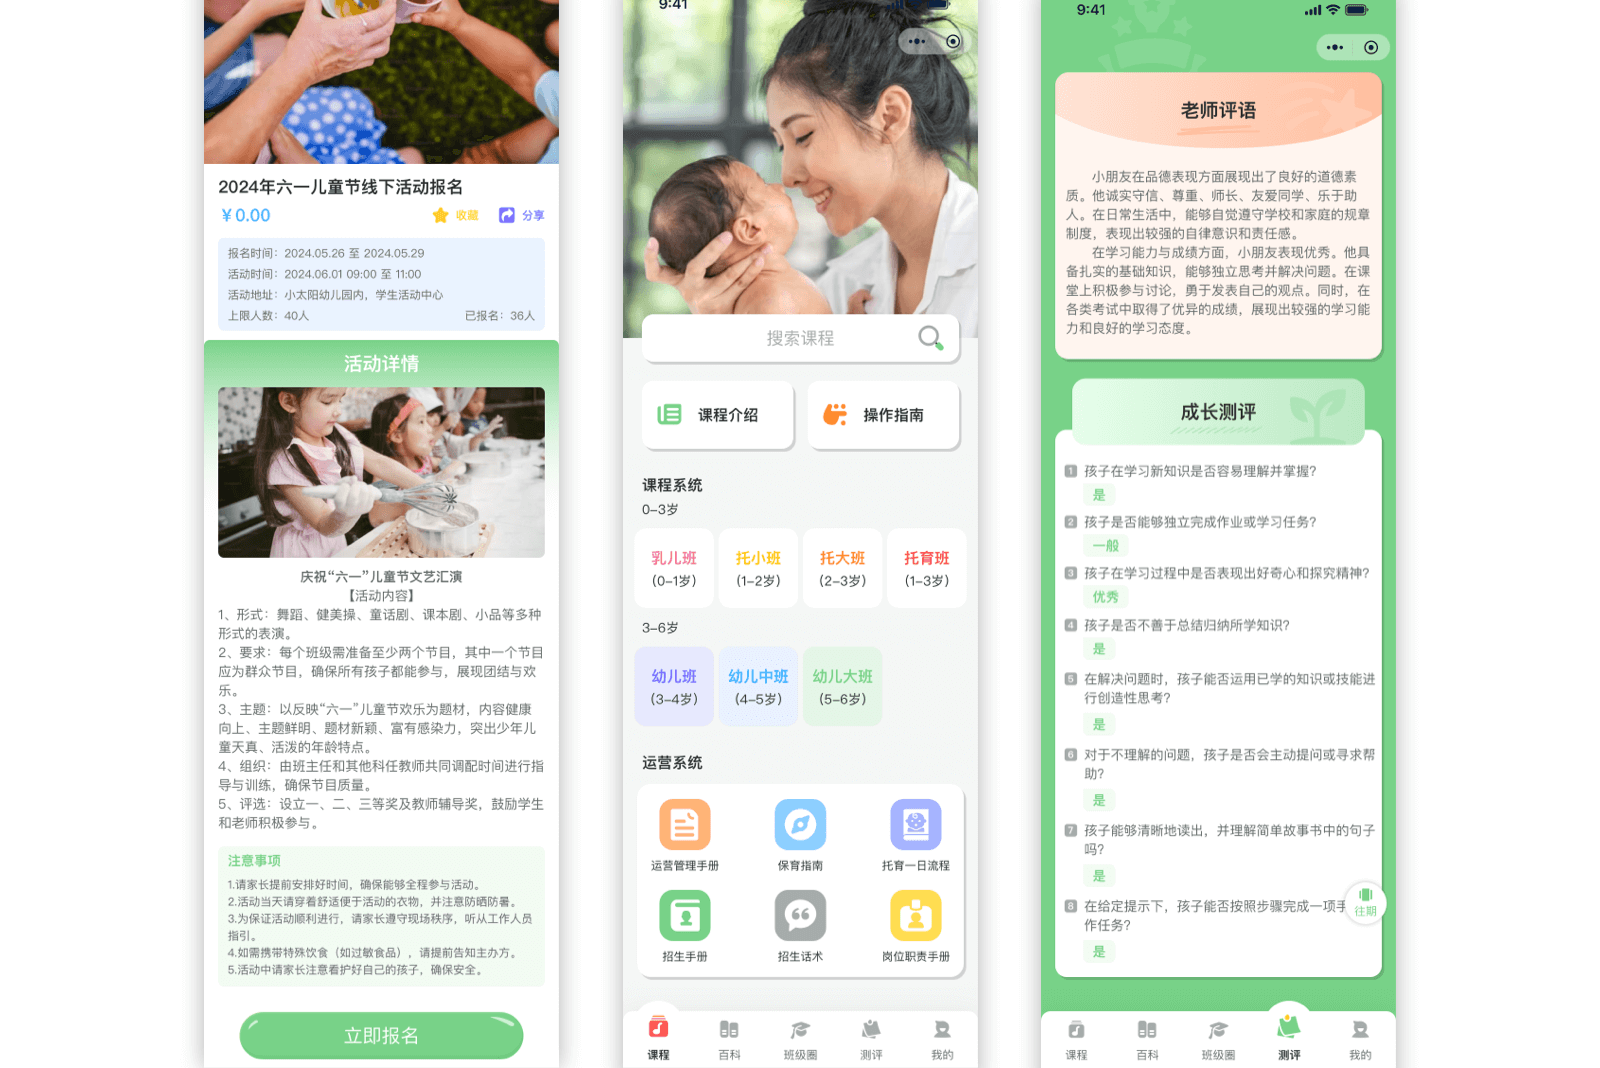 2024年六一儿童节线下活动报名
￥0.00
收藏
分享
报名时间：2024.05.26 至 2024.05.29
活动时间：2024.06.01 09:00 至 11:00
活动地址：小太阳幼儿园内，学生活动中心
上限人数：40人
已报名：36人
活动详情
庆祝“六一”儿童节文艺汇演
【活动内容】
1、形式：舞蹈、健美操、童话剧、课本剧、小品等多种
形式的表演。
2、要求：每个班级需准备至少两个节目，其中一个节目
应为群众节目，确保所有孩子都能参与，展现团结与欢
乐。
3、主题：以反映“六一”儿童节欢乐为题材，内容健康
向上、主题鲜明、题材新颖、富有感染力，突出少年儿
童天真、活泼的年龄特点。
4、组织：由班主任和其他科任教师共同调配时间进行指
导与训练，确保节目质量。
5、评选：设立一、二、三等奖及教师辅导奖，鼓励学生
和老师积极参与。
注意事项
1.请家长提前安排好时间，确保能够全程参与活动。
2.活动当天请穿着舒适便于活动的衣物，并注意防晒防暑。
3.为保证活动顺利进行，请家长遵守现场秩序，听从工作人员
指引。
4.如需携带特殊饮食（如过敏食品），请提前告知主办方。
5.活动中请家长注意看护好自己的孩子，确保安全。
立即报名
9:41
搜索课程
课程介绍
操作指南
课程系统
0-3岁
乳儿班
(0-1岁)
托小班
(1-2岁)
托大班
(2-3岁)
托育班
(1-3岁)
3-6岁
幼儿班
(3-4岁)
幼儿中班
(4-5岁)
幼儿大班
(5-6岁)
运营系统
运营管理手册
保育指南
托育一日流程
招生手册
招生话术
岗位职责手册
课程
百科
班级圈
测评
我的
9:41
老师评语
小朋友在品德表现方面展现出了良好的道德素
质。他诚实守信、尊重、师长、友爱同学、乐于助
人。在日常生活中，能够自觉遵守学校和家庭的规章
制度，表现出较强的自律意识和责任感。
在学习能力与成绩方面，小朋友表现优秀。他具
备扎实的基础知识，能够独立思考并解决问题。在课
堂上积极参与讨论，勇于发表自己的观点。同时，在
各类考试中取得了优异的成绩，展现出较强的学习能
力和良好的学习态度。
成长测评
1 孩子在学习新知识是否容易理解并掌握?
是
2 孩子是否能够独立完成作业或学习任务?
一般
3 孩子在学习过程中是否表现出好奇心和探究精神?
优秀
4 孩子是否不善于总结归纳所学知识?
是
5 在解决问题时，孩子能否运用已学的知识或技能进
行创造性思考?
是
6 对于不理解的问题，孩子是否会主动提问或寻求帮
助?
是
7 孩子能够清晰地读出，并理解简单故事书中的句子
吗?
是
8 在给定提示下，孩子能否按照步骤完成一项手
作任务?
是
往期
课程
百科
班级圈
测评
我的